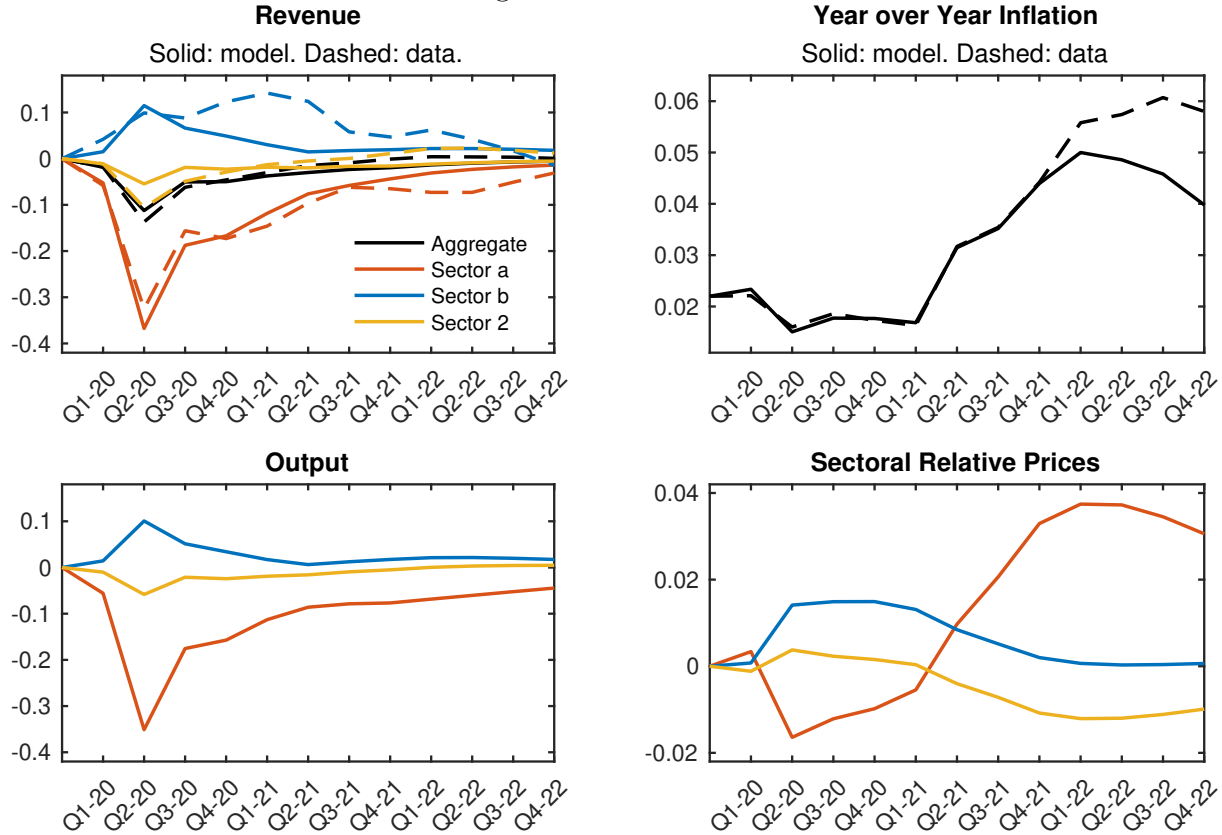 Revenue
Solid: model. Dashed: data.
0.1
0
-0.1
-0.2
-0.3
-0.4
Aggregate
Sector a
Sector b
Sector 2
Q1-20
Q2-20
Q3-20
Q4-20
Q1-21
Q2-21
Q3-21
Q4-21
Q1-22
Q2-22
Q3-22
Q4-22
Year over Year Inflation
Solid: model. Dashed: data
0.06
0.05
0.04
0.03
0.02
Q1-20
Q2-20
Q3-20
Q4-20
Q1-21
Q2-21
Q3-21
Q4-21
Q1-22
Q2-22
Q3-22
Q4-22
Output
0.1
0
-0.1
-0.2
-0.3
-0.4
Q1-20
Q2-20
Q3-20
Q4-20
Q1-21
Q2-21
Q3-21
Q4-21
Q1-22
Q2-22
Q3-22
Q4-22
Sectoral Relative Prices
0.04
0.02
0
-0.02
Q1-20
Q2-20
Q3-20
Q4-20
Q1-21
Q2-21
Q3-21
Q4-21
Q1-22
Q2-22
Q3-22
Q4-22